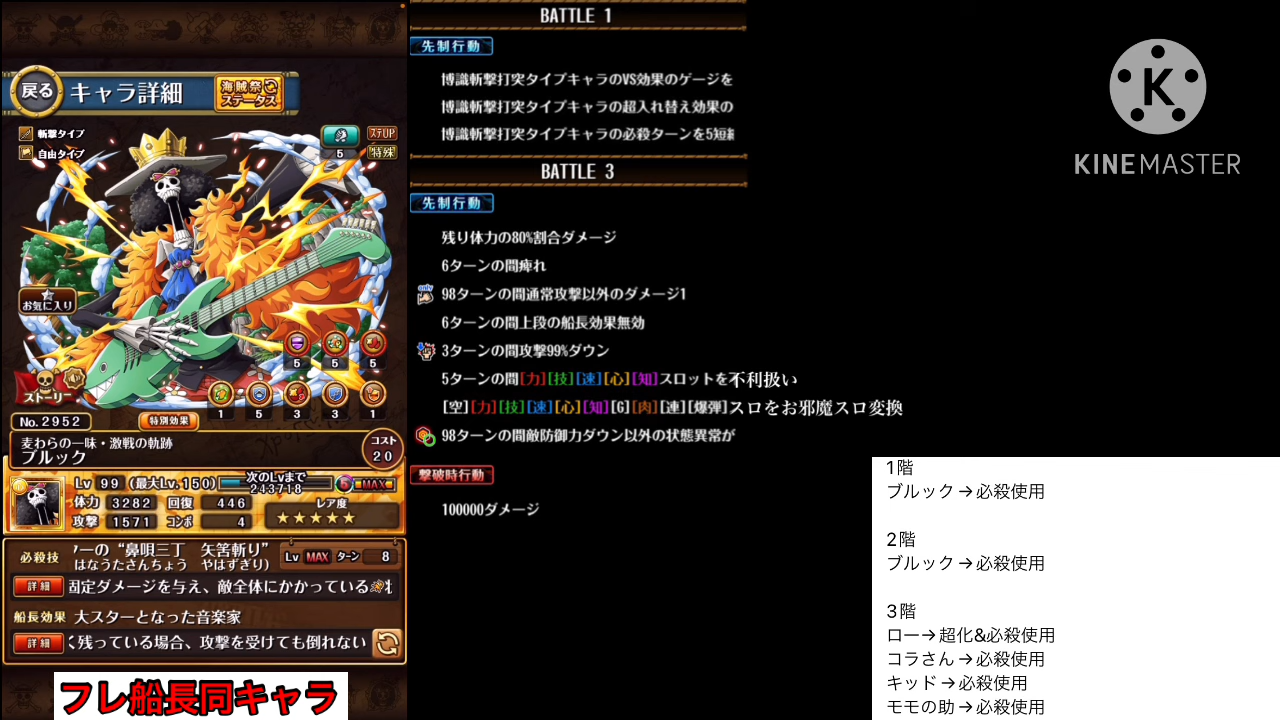 戻る
キャラ詳細
海賊祭
ステータス
斬撃タイプ
自由タイプ
ステUP
5
特殊
お気に入り
5 5 5
ストーリー
1 5 3 3 1
No.2952
特別効果
麦わらの一味・激戦の軌跡
ブルック
コスト
20
Lv 99 (最大Lv.150)
次のLvまで
243718
5 MAX
体力 3282 回復 446
レア度
攻撃 1571 コンボ 4
★★★★★
必殺技
ーの“鼻唄三丁 矢筈斬り”
はなうたさんちょう やはずぎり)
Lv MAX ターン 8
詳細
固定ダメージを与え、敵全体にかかっている
船長効果 大スターとなった音楽家
詳細
く残っている場合、攻撃を受けても倒れない
フレ船長同キャラ
BATTLE 1
先制行動
博識斬撃打突タイプキャラのVS効果のゲージを
博識斬撃打突タイプキャラの超入れ替え効果の
博識斬撃打突タイプキャラの必殺ターンを5短
BATTLE 3
先制行動
残り体力の80%割合ダメージ
6ターンの間痺れ
only
98ターンの間通常攻撃以外のダメージ1
6ターンの間上段の船長効果無効
3ターンの間攻撃99%ダウン
5ターンの間[力][技][速][心][知]スロットを不利扱い
[空][力][技][速][心][知][G][肉][連][爆弾]スロをお邪魔スロ変換
98ターンの間敵防御力ダウン以外の状態異常が
撃破時行動
100000ダメージ
K
KINEMASTER
1階
ブルック→必殺使用
2階
ブルック→必殺使用
3階
ロー→超化&必殺使用
コラさん→必殺使用
キッド→必殺使用
モモの助→必殺使用